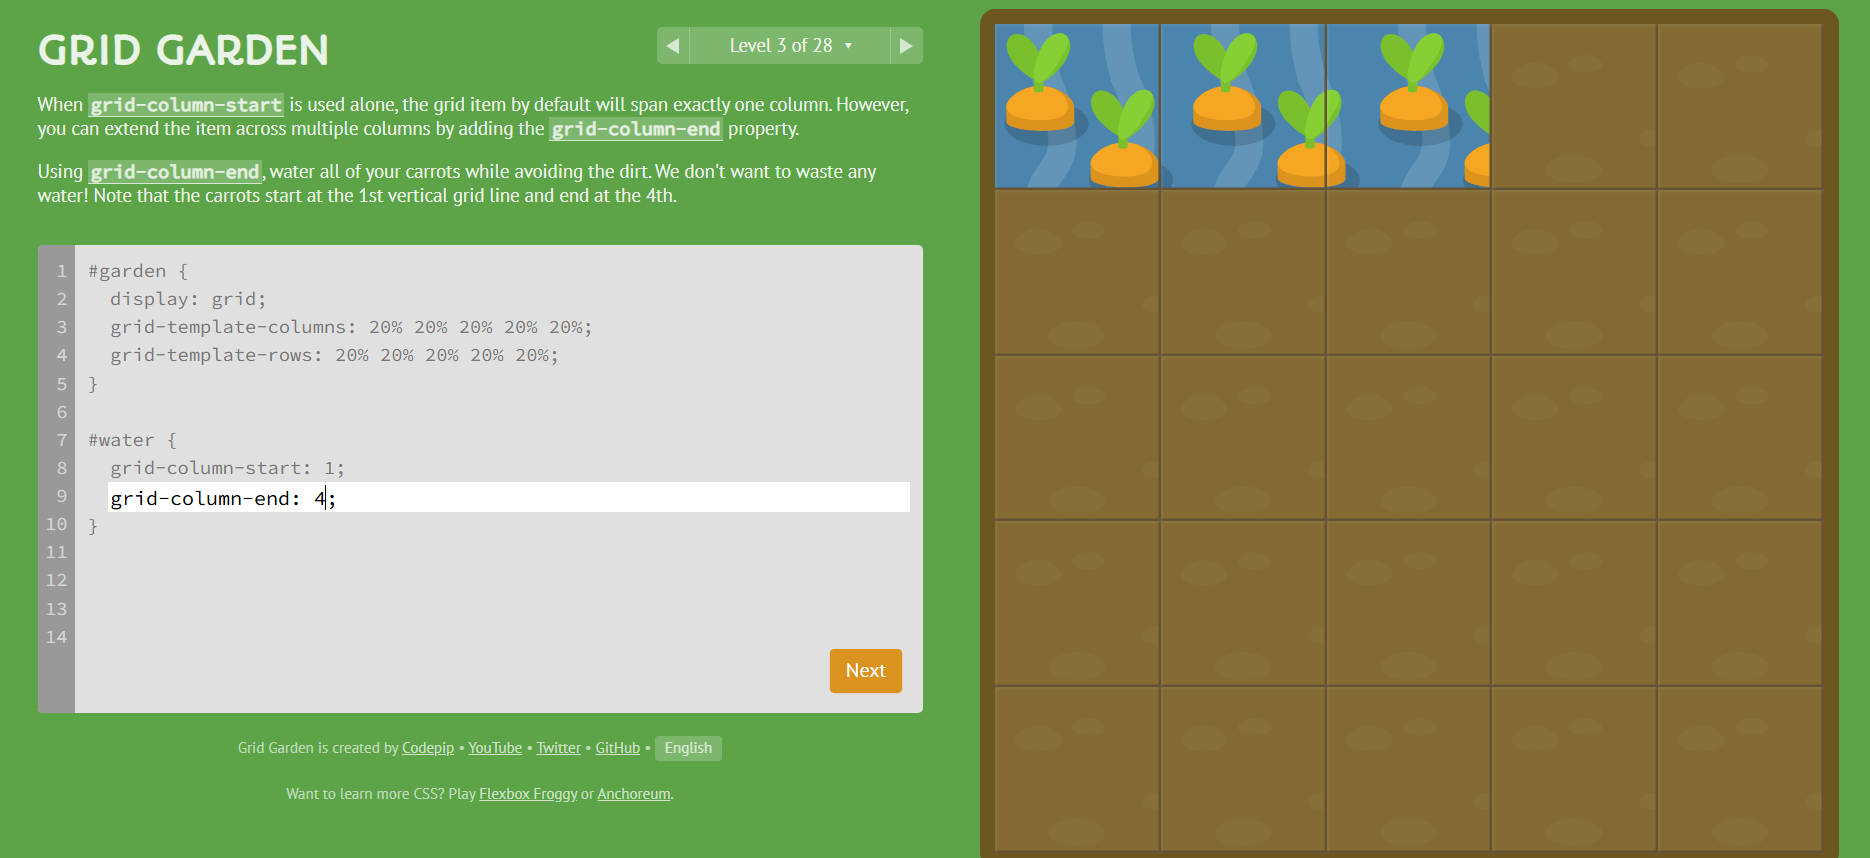 GRID GARDEN
Level 3 of 28
When grid-column-start is used alone, the grid item by default will span exactly one column. However,
you can extend the item across multiple columns by adding the grid-column-end property.
Using grid-column-end, water all of your carrots while avoiding the dirt. We don't want to waste any
water! Note that the carrots start at the 1st vertical grid line and end at the 4th.
1 #garden {
2 display: grid;
3 grid-template-columns: 20% 20% 20% 20% 20%;
4 grid-template-rows: 20% 20% 20% 20% 20%;
5 }
6
7 #water {
8 grid-column-start: 1;
9 grid-column-end: 4;
10 }
11
12
13
14
Next
Grid Garden is created by Codepip • YouTube • Twitter • GitHub • English
Want to learn more CSS? Play Flexbox Froggy or Anchoreum.